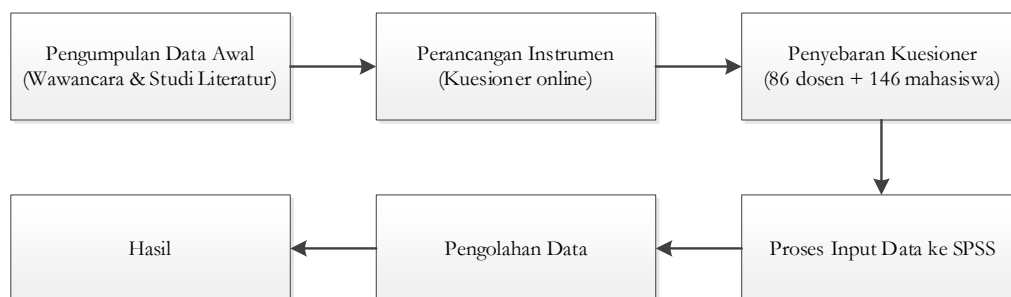 Pengumpulan Data Awal
(Wawancara & Studi Literatur)
Perancangan Instrumen
(Kuesioner online)
Penyebaran Kuesioner
(86 dosen + 146 mahasiswa)
Proses Input Data ke SPSS
Pengolahan Data
Hasil